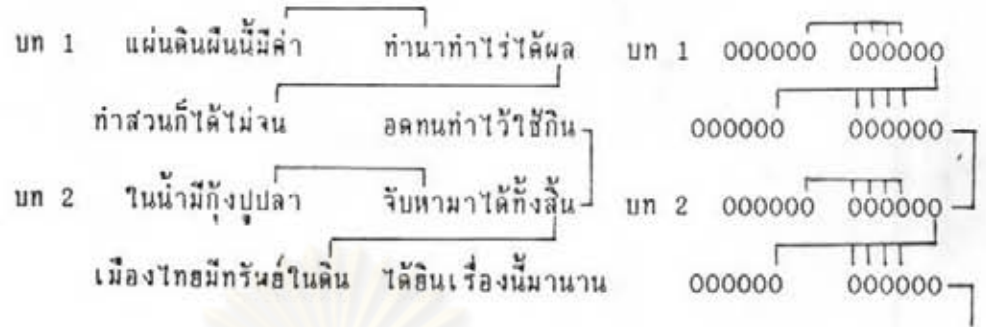 บท 1 แผ่นดินผืนนี้มีค่า ทำนาทำไร่ได้ผล บท 1 000000 000000
ทำสวนก็ได้ไม่จน อดทนทำไว้ใช้กิน 000000 000000
บท 2 ในน้ำมีกุ้งปูปลา จับหามาได้ทั้งสิ้น บท 2 000000 000000
เมืองไทยมีทรัพย์ในดิน ได้ยินเรื่องนี้มานาน 000000 000000